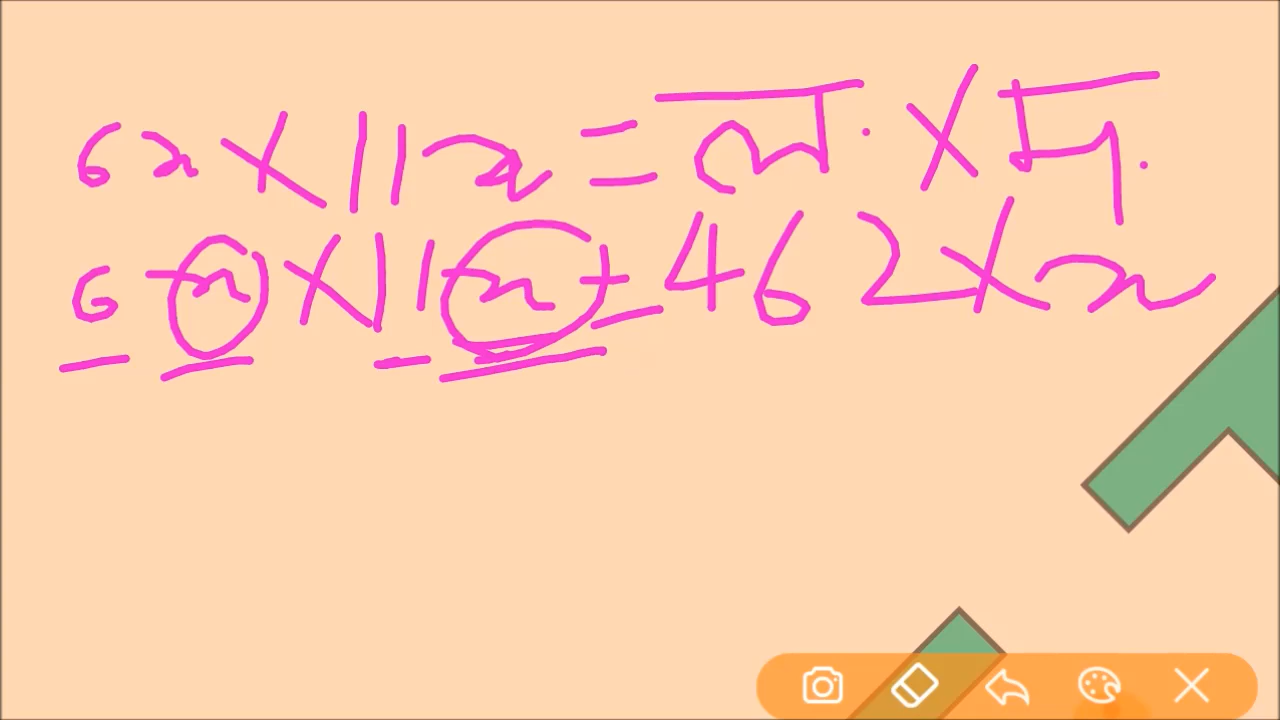 6x × 11x = ल. × म.
6x × 11x = 462 × x